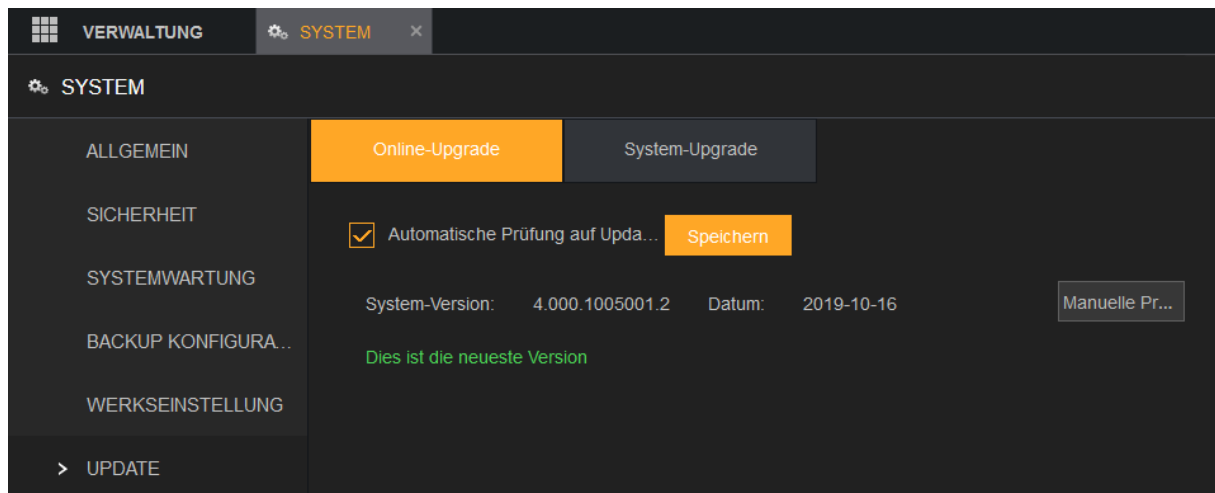 VERWALTUNG SYSTEM ×
SYSTEM
ALLGEMEIN
Online-Upgrade System-Upgrade
SICHERHEIT
Automatische Prüfung auf Upda... Speichern
SYSTEMWARTUNG
System-Version: 4.000.1005001.2 Datum: 2019-10-16 Manuelle Pr...
BACKUP KONFIGURA...
Dies ist die neueste Version
WERKSEINSTELLUNG
> UPDATE